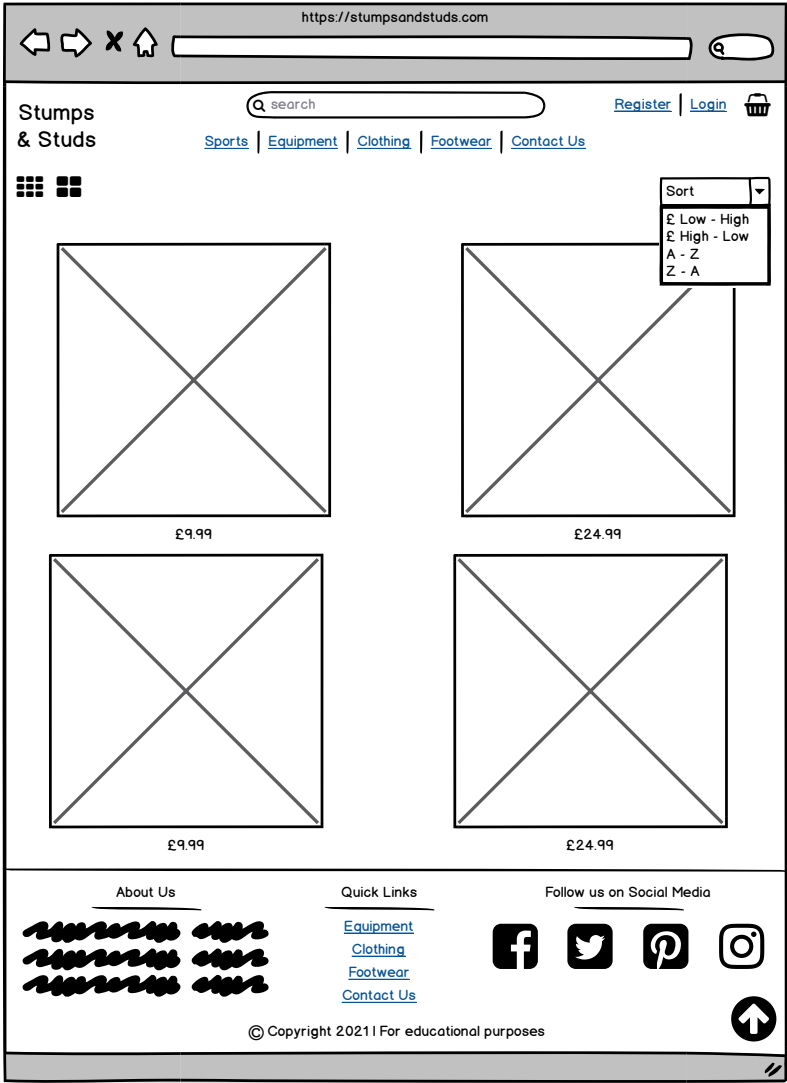 https://stumpsandstuds.com
Stumps
& Studs
search
Register | Login
Sports | Equipment | Clothing | Footwear | Contact Us
Sort
£ Low - High
£ High - Low
A - Z
Z - A
£9.99
£24.99
£9.99
£24.99
About Us
Quick Links
Equipment
Clothing
Footwear
Contact Us
Follow us on Social Media
© Copyright 2021 | For educational purposes